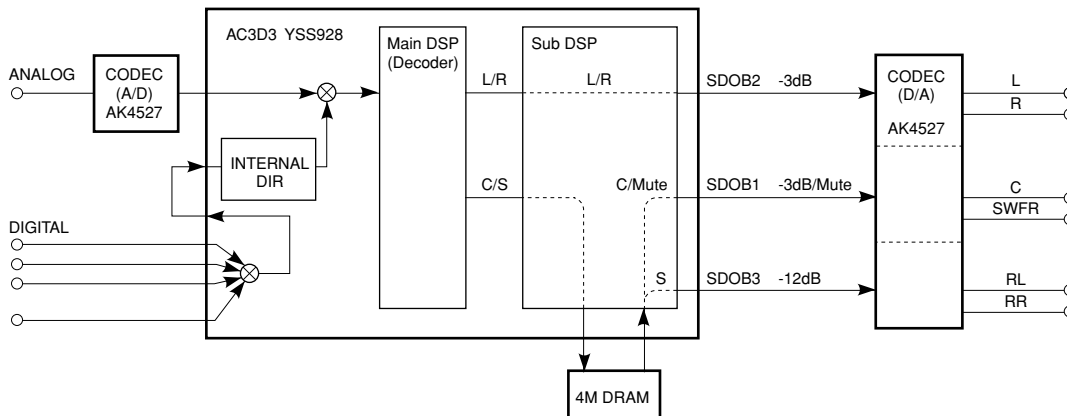 AC3D3 YSS928
Main DSP
(Decoder)
Sub DSP
ANALOG
CODEC
(A/D)
AK4527
L/R
L/R
SDOB2 -3dB
CODEC
(D/A)
AK4527
L
R
INTERNAL
DIR
C/S
C/Mute
SDOB1 -3dB/Mute
C
SWFR
DIGITAL
S
SDOB3 -12dB
RL
RR
4M DRAM